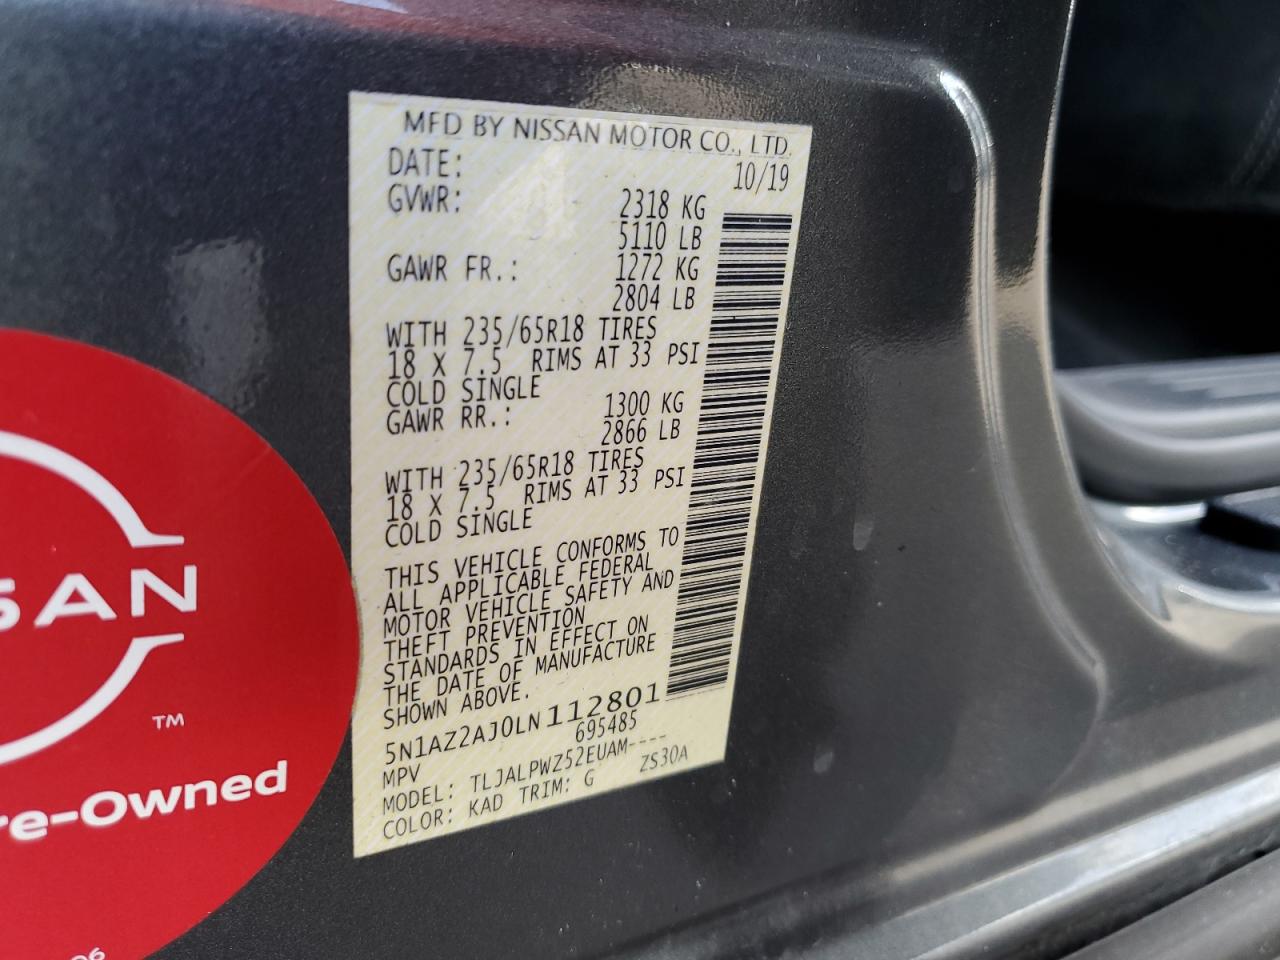 MFD BY NISSAN MOTOR CO., LTD.
DATE: 10/19
GVWR: 2318 KG
5110 LB
GAWR FR.: 1272 KG
2804 LB
WITH 235/65R18 TIRES
18 X 7.5 RIMS AT 33 PSI
COLD SINGLE
GAWR RR.: 1300 KG
2866 LB
WITH 235/65R18 TIRES
18 X 7.5 RIMS AT 33 PSI
COLD SINGLE
THIS VEHICLE CONFORMS TO
ALL APPLICABLE FEDERAL
MOTOR VEHICLE SAFETY AND
THEFT PREVENTION
STANDARDS IN EFFECT ON
THE DATE OF MANUFACTURE
SHOWN ABOVE.
5N1AZ2AJ0LN112801
695485
MPV
MODEL: TLJALPWZ52EUAM----
COLOR: KAD TRIM: G ZS30A
SAN
TM
re-Owned
06